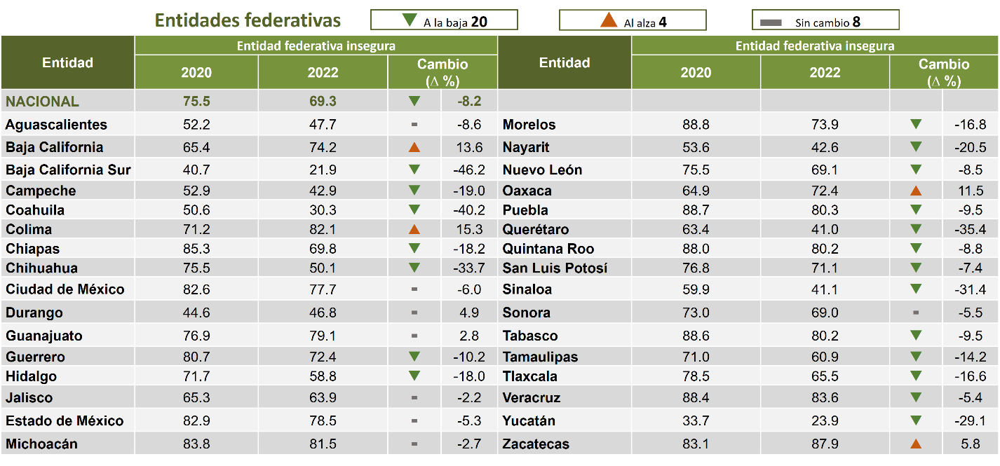 Entidades federativas
A la baja 20
Al alza 4
Sin cambio 8
Entidad Entidad federativa insegura Entidad Entidad federativa insegura
2020 2022 Cambio (Δ %) 2020 2022 Cambio (Δ %)
NACIONAL 75.5 69.3 ▼ -8.2
Aguascalientes 52.2 47.7 - -8.6 Morelos 88.8 73.9 ▼ -16.8
Baja California 65.4 74.2 ▲ 13.6 Nayarit 53.6 42.6 ▼ -20.5
Baja California Sur 40.7 21.9 ▼ -46.2 Nuevo León 75.5 69.1 ▼ -8.5
Campeche 52.9 42.9 ▼ -19.0 Oaxaca 64.9 72.4 ▲ 11.5
Coahuila 50.6 30.3 ▼ -40.2 Puebla 88.7 80.3 ▼ -9.5
Colima 71.2 82.1 ▲ 15.3 Querétaro 63.4 41.0 ▼ -35.4
Chiapas 85.3 69.8 ▼ -18.2 Quintana Roo 88.0 80.2 ▼ -8.8
Chihuahua 75.5 50.1 ▼ -33.7 San Luis Potosí 76.8 71.1 ▼ -7.4
Ciudad de México 82.6 77.7 - -6.0 Sinaloa 59.9 41.1 ▼ -31.4
Durango 44.6 46.8 - 4.9 Sonora 73.0 69.0 - -5.5
Guanajuato 76.9 79.1 - 2.8 Tabasco 88.6 80.2 ▼ -9.5
Guerrero 80.7 72.4 ▼ -10.2 Tamaulipas 71.0 60.9 ▼ -14.2
Hidalgo 71.7 58.8 ▼ -18.0 Tlaxcala 78.5 65.5 ▼ -16.6
Jalisco 65.3 63.9 - -2.2 Veracruz 88.4 83.6 ▼ -5.4
Estado de México 82.9 78.5 - -5.3 Yucatán 33.7 23.9 ▼ -29.1
Michoacán 83.8 81.5 - -2.7 Zacatecas 83.1 87.9 ▲ 5.8